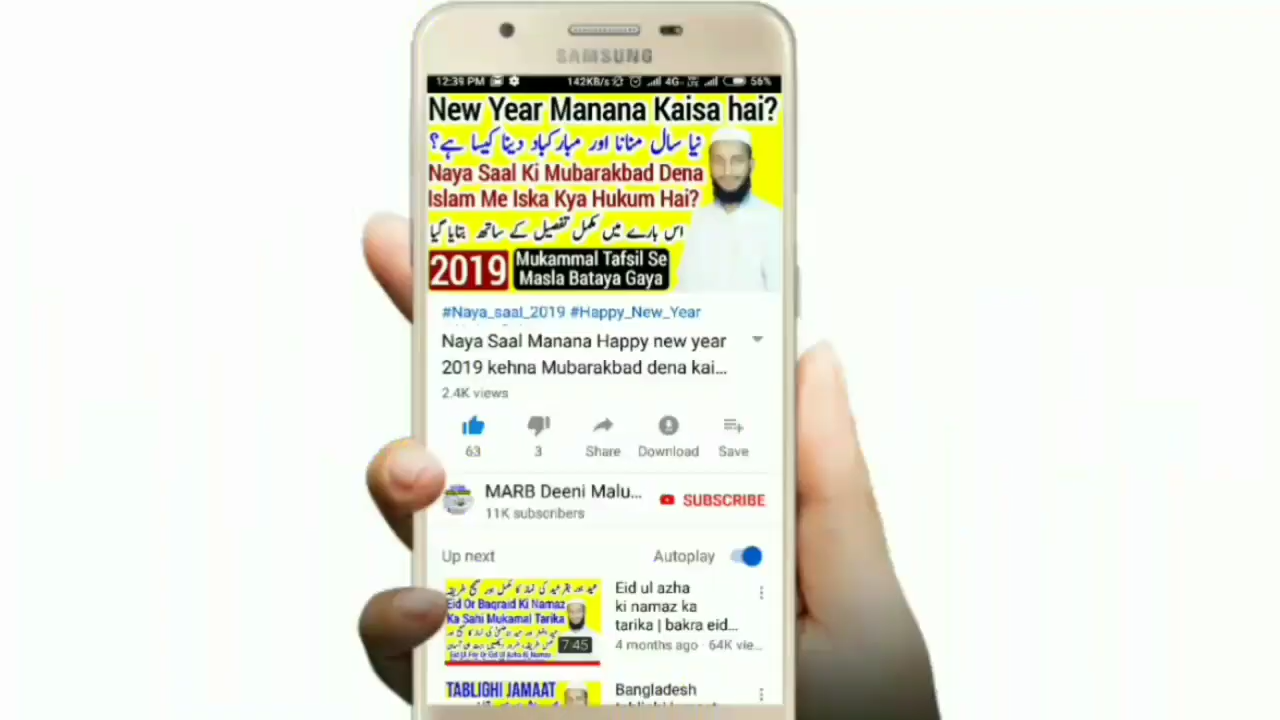 SAMSUNG
12:39 PM 142KB/s 4G 56%
New Year Manana Kaisa hai?
نیا سال منانا اور مبارکباد دینا کیسا ہے؟
Naya Saal Ki Mubarakbad Dena
Islam Me Iska Kya Hukum Hai?
اس بارے میں مکمل تفصیل کے ساتھ بتایا گیا
2019
Mukammal Tafsil Se
Masla Bataya Gaya
#Naya_saal_2019 #Happy_New_Year
Naya Saal Manana Happy new year
2019 kehna Mubarakbad dena kai...
2.4K views
63
3
Share
Download
Save
MARB Deeni Malu...
SUBSCRIBE
11K subscribers
Up next
Autoplay
Eid Or Baqraid Ki Namaz
Ka Sahi Mukamal Tarika
7:45
Eid ul azha
ki namaz ka
tarika | bakra eid...
4 months ago · 64K vie...
TABLIGHI JAMAAT
Bangladesh